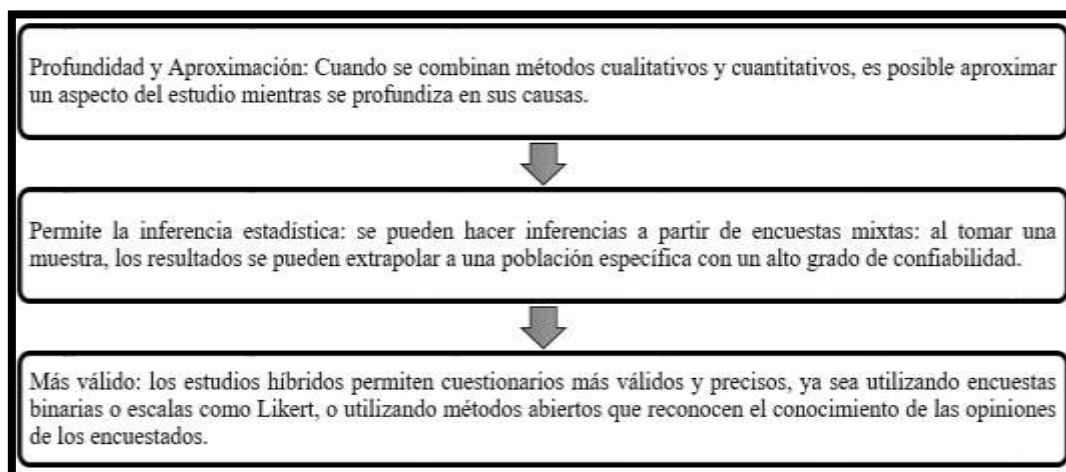 Profundidad y Aproximación: Cuando se combinan métodos cualitativos y cuantitativos, es posible aproximar
un aspecto del estudio mientras se profundiza en sus causas.
Permite la inferencia estadística: se pueden hacer inferencias a partir de encuestas mixtas: al tomar una
muestra, los resultados se pueden extrapolar a una población específica con un alto grado de confiabilidad.
Más válido: los estudios híbridos permiten cuestionarios más válidos y precisos, ya sea utilizando encuestas
binarias o escalas como Likert, o utilizando métodos abiertos que reconocen el conocimiento de las opiniones
de los encuestados.